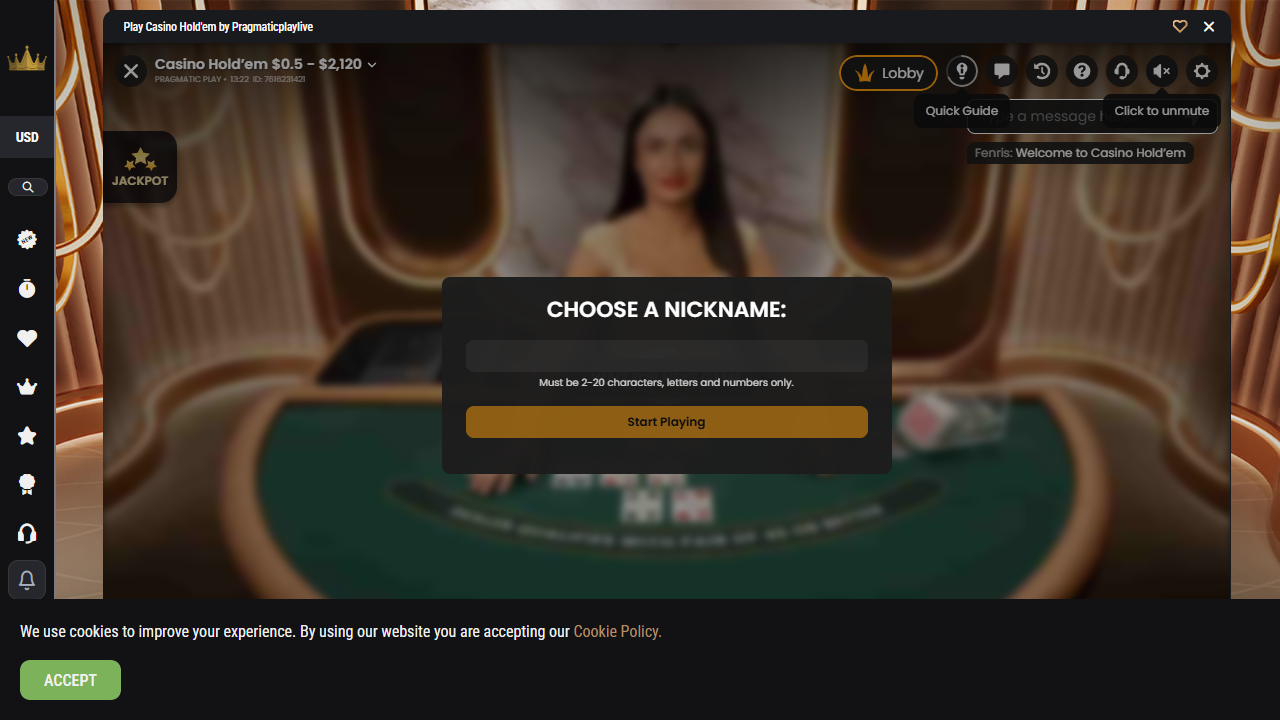 Play Casino Hold'em by Pragmaticplaylive
Casino Hold'em $0.5 – $2,120
PRAGMATIC PLAY • 13:22 ID: 7616231421
Lobby
USD
Quick Guide
e a message h
Click to unmute
Fenris: Welcome to Casino Hold'em
JACKPOT
NEW
CHOOSE A NICKNAME:
Must be 2-20 characters, letters and numbers only.
Start Playing
We use cookies to improve your experience. By using our website you are accepting our Cookie Policy.
ACCEPT